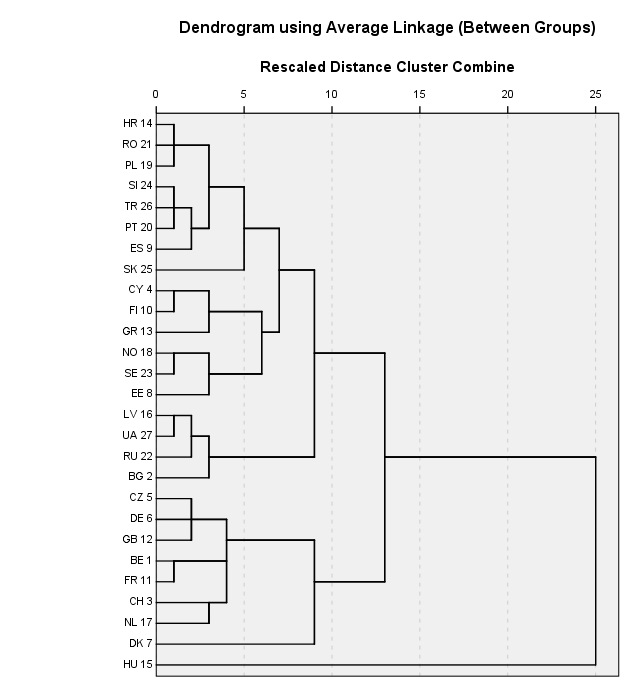 Dendrogram using Average Linkage (Between Groups)
Rescaled Distance Cluster Combine
0 5 10 15 20 25
HR 14
RO 21
PL 19
SI 24
TR 26
PT 20
ES 9
SK 25
CY 4
FI 10
GR 13
NO 18
SE 23
EE 8
LV 16
UA 27
RU 22
BG 2
CZ 5
DE 6
GB 12
BE 1
FR 11
CH 3
NL 17
DK 7
HU 15